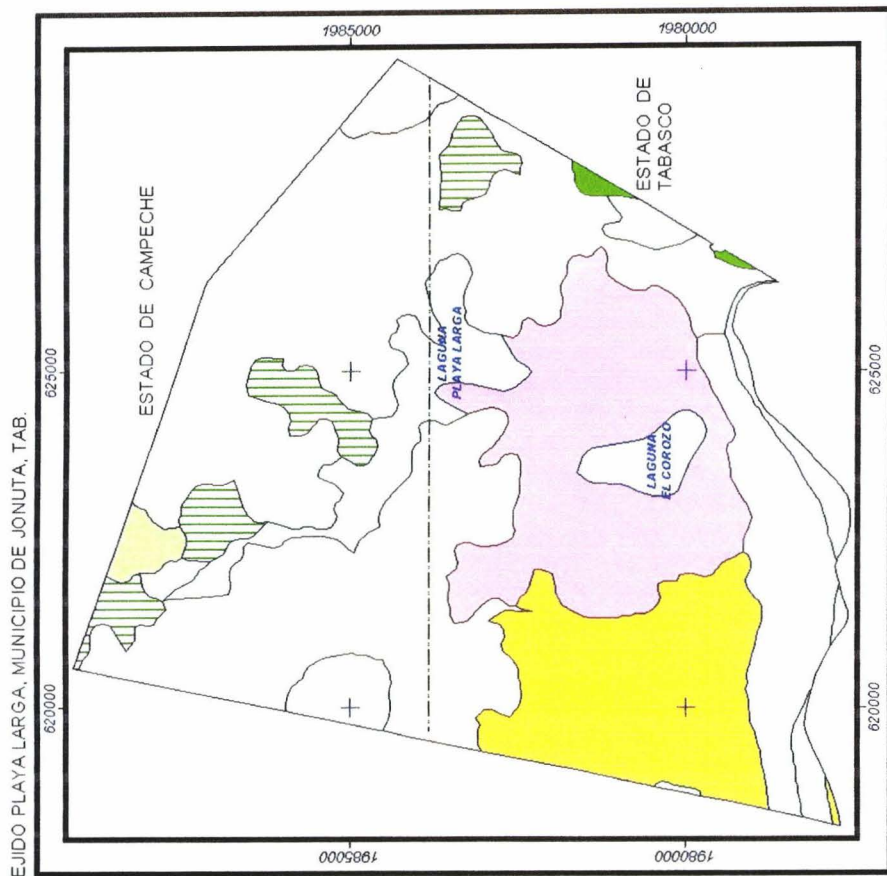 EJIDO PLAYA LARGA, MUNICIPIO DE JONUTA, TAB.
620000
625000
1985000
1980000
ESTADO DE CAMPECHE
ESTADO DE
TABASCO
LAGUNA
PLAYA LARGA
LAGUNA
EL COROZO
1985000
1980000
620000
625000